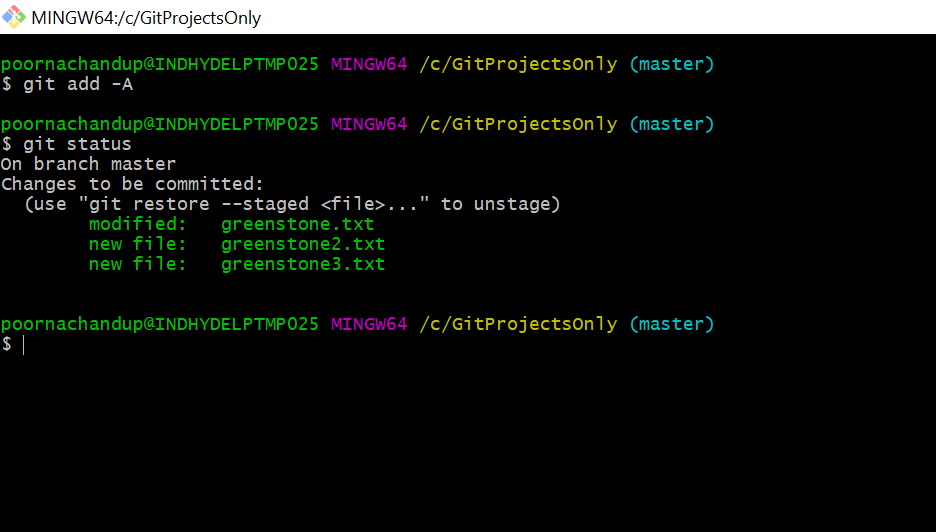 MINGW64:/c/GitProjectsOnly
poornachandup@INDHYDELPTMP025 MINGW64 /c/GitProjectsOnly (master)
$ git add -A
poornachandup@INDHYDELPTMP025 MINGW64 /c/GitProjectsOnly (master)
$ git status
On branch master
Changes to be committed:
  (use "git restore --staged <file>..." to unstage)
        modified:   greenstone.txt
        new file:   greenstone2.txt
        new file:   greenstone3.txt
poornachandup@INDHYDELPTMP025 MINGW64 /c/GitProjectsOnly (master)
$